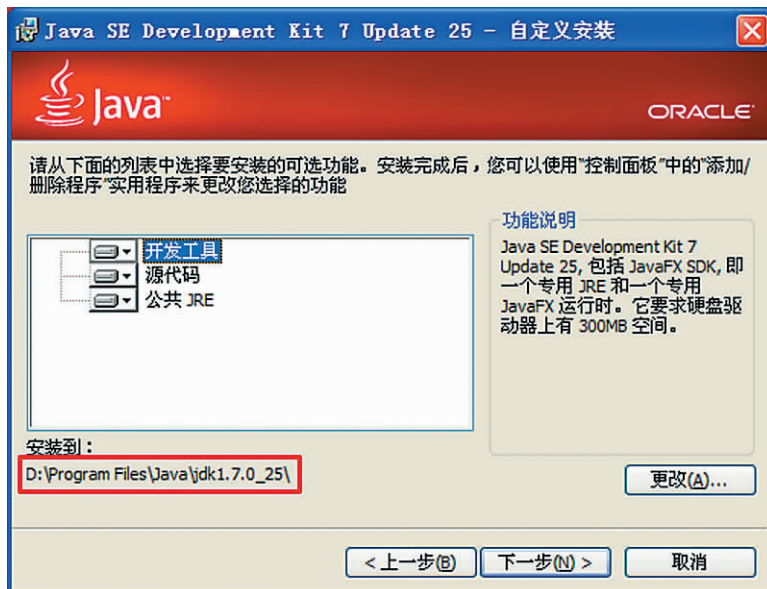 Java SE Development Kit 7 Update 25 - 自定义安装
Java™
ORACLE
请从下面的列表中选择要安装的可选功能。安装完成后，您可以使用"控制面板"中的"添加/
删除程序"实用程序来更改您选择的功能
开发工具
源代码
公共 JRE
功能说明
Java SE Development Kit 7
Update 25, 包括 JavaFX SDK, 即
一个专用 JRE 和一个专用
JavaFX 运行时。它要求硬盘驱
动器上有 300MB 空间。
安装到：
D:\Program Files\Java\jdk1.7.0_25\
更改(A)...
<上一步(B)
下一步(N) >
取消